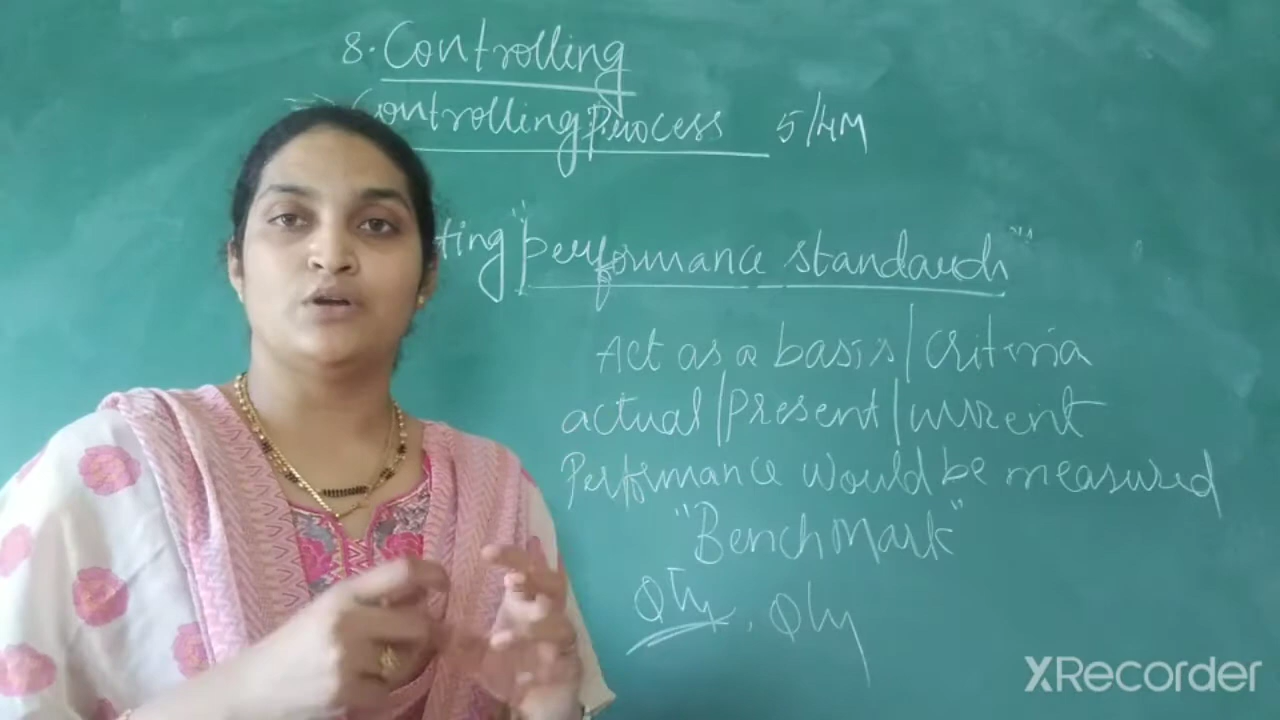 8. Controlling
Controlling Process 5/4M
ting "performance standards"
Act as a basis/Criteria
actual/Present/current
Performance would be measured
"BenchMark"
Qty, Qly
XRecorder